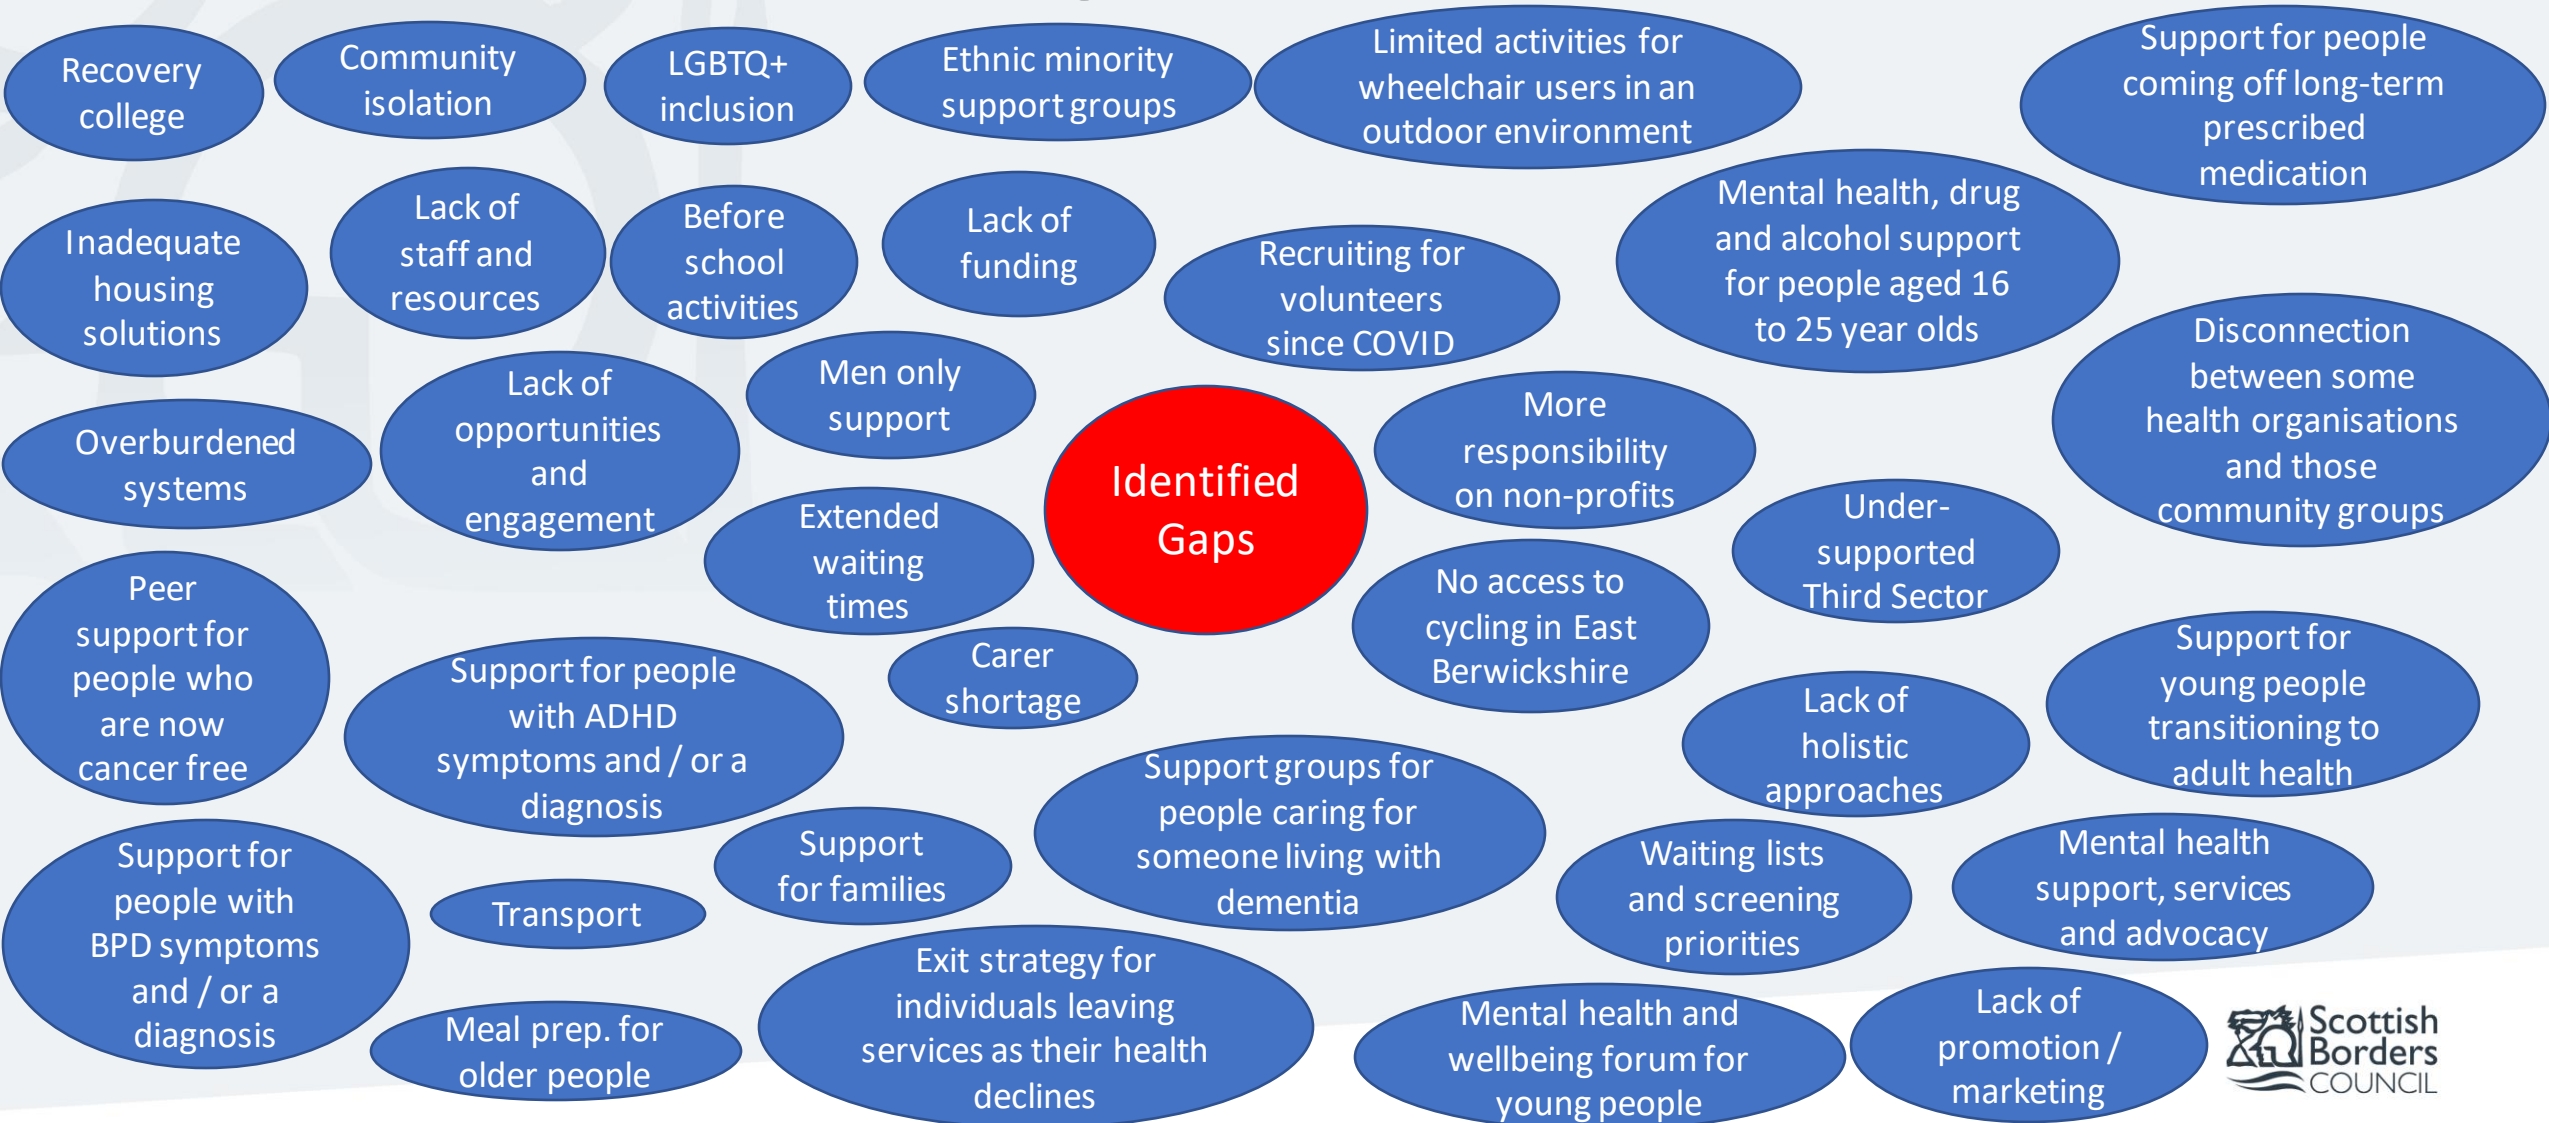 Recovery
college
Community
isolation
LGBTQ+
inclusion
Ethnic minority
support groups
Limited activities for
wheelchair users in an
outdoor environment
Support for people
coming off long-term
prescribed
medication
Inadequate
housing
solutions
Lack of
staff and
resources
Before
school
activities
Lack of
funding
Recruiting for
volunteers
since COVID
Mental health, drug
and alcohol support
for people aged 16
to 25 year olds
Disconnection
between some
health organisations
and those
community groups
Overburdened
systems
Lack of
opportunities
and
engagement
Men only
support
Identified
Gaps
More
responsibility
on non-profits
Extended
waiting
times
Under-
supported
Third Sector
No access to
cycling in East
Berwickshire
Peer
support for
people who
are now
cancer free
Support for people
with ADHD
symptoms and / or a
diagnosis
Carer
shortage
Lack of
holistic
approaches
Support for
young people
transitioning to
adult health
Support groups for
people caring for
someone living with
dementia
Support for
people with
BPD symptoms
and / or a
diagnosis
Transport
Support
for families
Waiting lists
and screening
priorities
Mental health
support, services
and advocacy
Meal prep. for
older people
Exit strategy for
individuals leaving
services as their health
declines
Mental health and
wellbeing forum for
young people
Lack of
promotion /
marketing
Scottish
Borders
COUNCIL